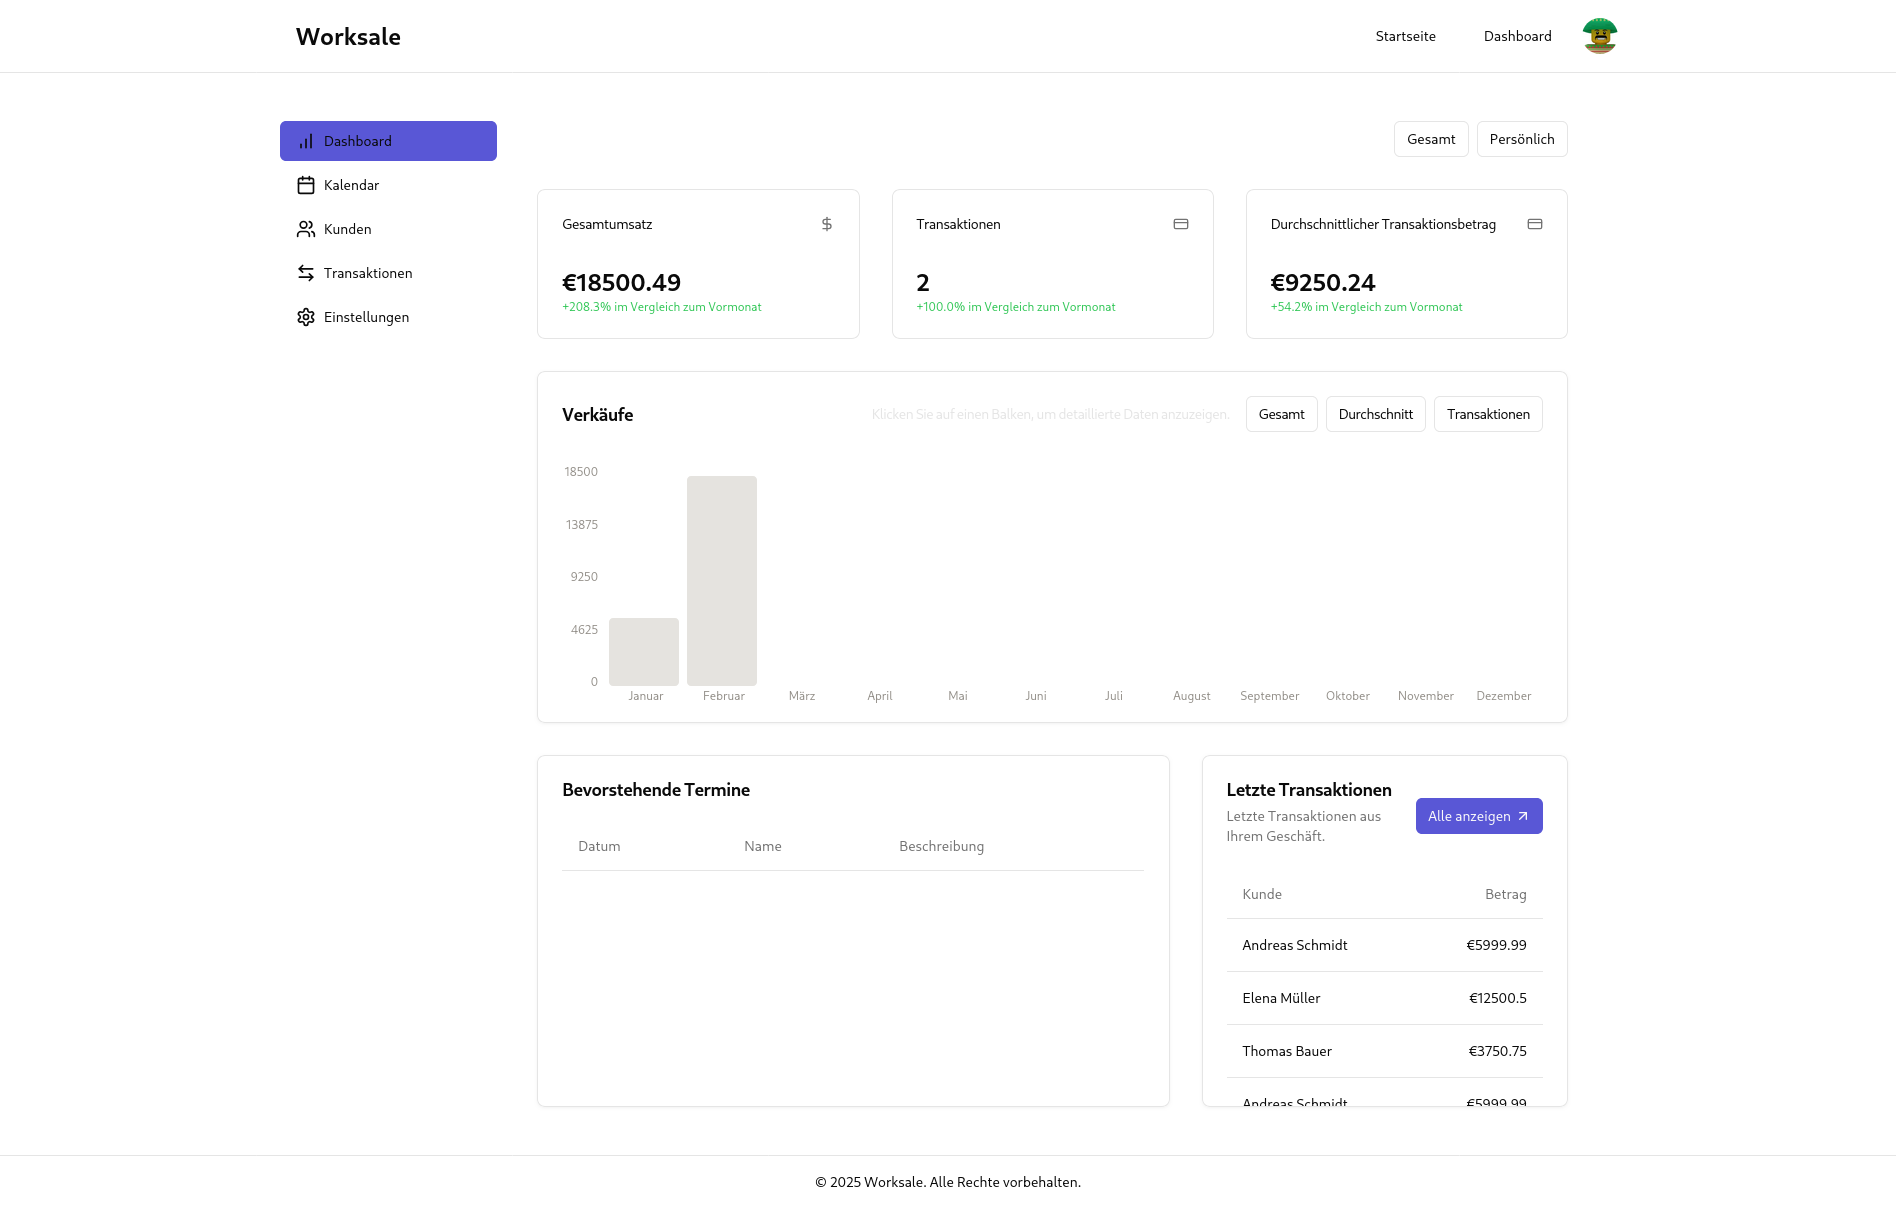 Worksale
Startseite
Dashboard
Dashboard
Kalendar
Kunden
Transaktionen
Einstellungen
Gesamt
Persönlich
Gesamtumsatz
€18500.49
+208.3% im Vergleich zum Vormonat
Transaktionen
2
+100.0% im Vergleich zum Vormonat
Durchschnittlicher Transaktionsbetrag
€9250.24
+54.2% im Vergleich zum Vormonat
Verkäufe
Klicken Sie auf einen Balken, um detaillierte Daten anzuzeigen.
Gesamt
Durchschnitt
Transaktionen
18500
13875
9250
4625
0
Januar
Februar
März
April
Mai
Juni
Juli
August
September
Oktober
November
Dezember
Bevorstehende Termine
Datum
Name
Beschreibung
Letzte Transaktionen
Letzte Transaktionen aus
Ihrem Geschäft.
Alle anzeigen
Kunde
Betrag
Andreas Schmidt
€5999.99
Elena Müller
€12500.5
Thomas Bauer
€3750.75
Andreas Schmidt
€5999.99
© 2025 Worksale. Alle Rechte vorbehalten.